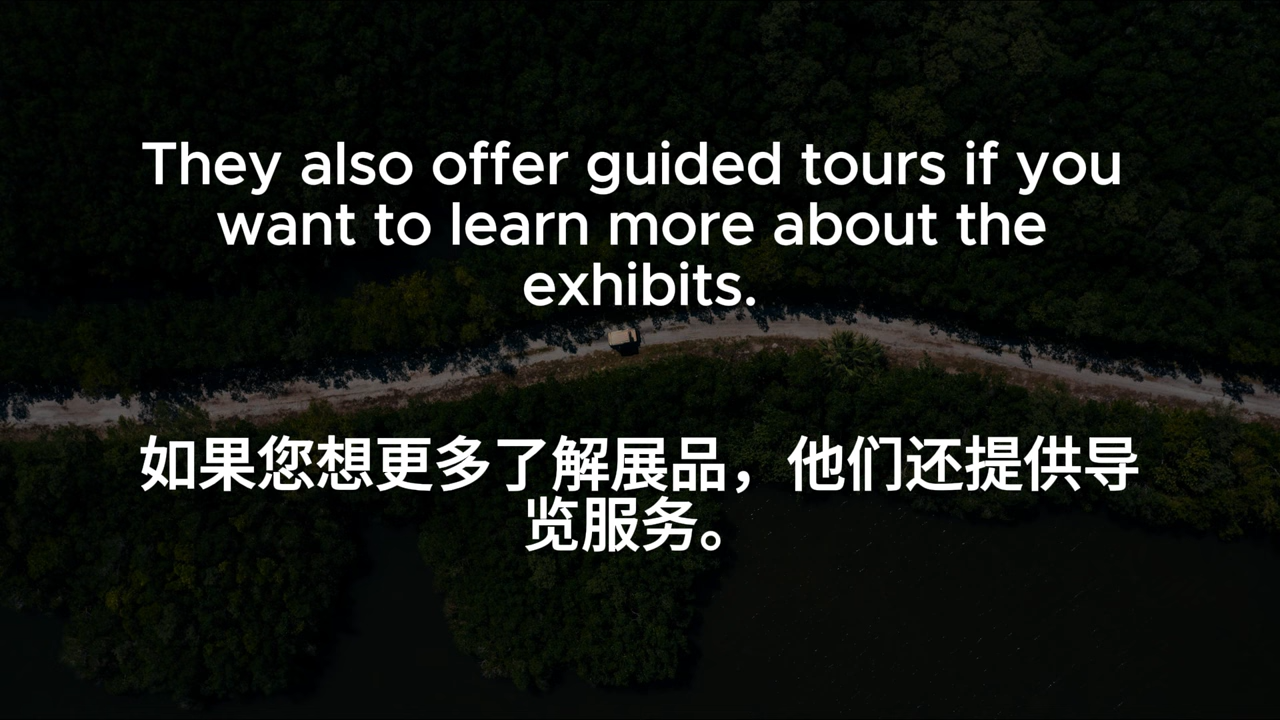 They also offer guided tours if you
want to learn more about the
exhibits.
如果您想更多了解展品，他们还提供导
览服务。